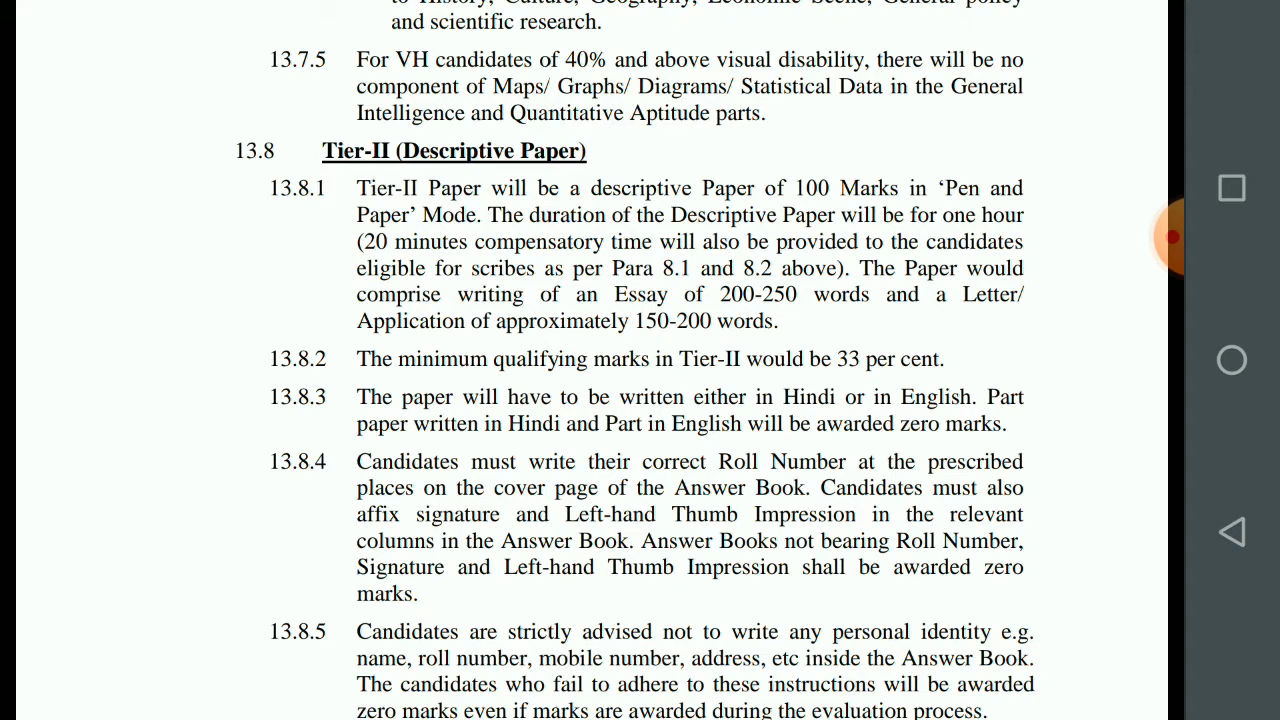 to History, Culture, Geography, Economic Scene, General policy
and scientific research.
13.7.5 For VH candidates of 40% and above visual disability, there will be no
component of Maps/ Graphs/ Diagrams/ Statistical Data in the General
Intelligence and Quantitative Aptitude parts.
13.8 Tier-II (Descriptive Paper)
13.8.1 Tier-II Paper will be a descriptive Paper of 100 Marks in ‘Pen and
Paper’ Mode. The duration of the Descriptive Paper will be for one hour
(20 minutes compensatory time will also be provided to the candidates
eligible for scribes as per Para 8.1 and 8.2 above). The Paper would
comprise writing of an Essay of 200-250 words and a Letter/
Application of approximately 150-200 words.
13.8.2 The minimum qualifying marks in Tier-II would be 33 per cent.
13.8.3 The paper will have to be written either in Hindi or in English. Part
paper written in Hindi and Part in English will be awarded zero marks.
13.8.4 Candidates must write their correct Roll Number at the prescribed
places on the cover page of the Answer Book. Candidates must also
affix signature and Left-hand Thumb Impression in the relevant
columns in the Answer Book. Answer Books not bearing Roll Number,
Signature and Left-hand Thumb Impression shall be awarded zero
marks.
13.8.5 Candidates are strictly advised not to write any personal identity e.g.
name, roll number, mobile number, address, etc inside the Answer Book.
The candidates who fail to adhere to these instructions will be awarded
zero marks even if marks are awarded during the evaluation process.